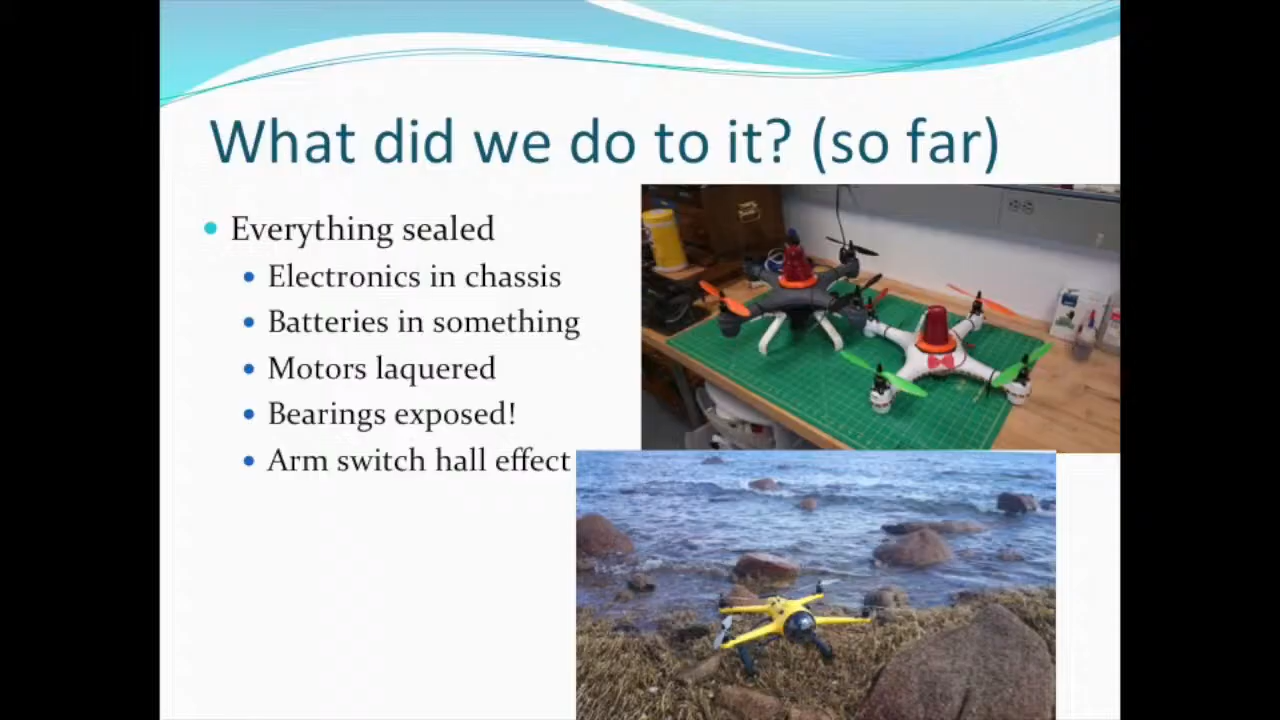 What did we do to it? (so far)
Everything sealed
Electronics in chassis
Batteries in something
Motors laquered
Bearings exposed!
Arm switch hall effect